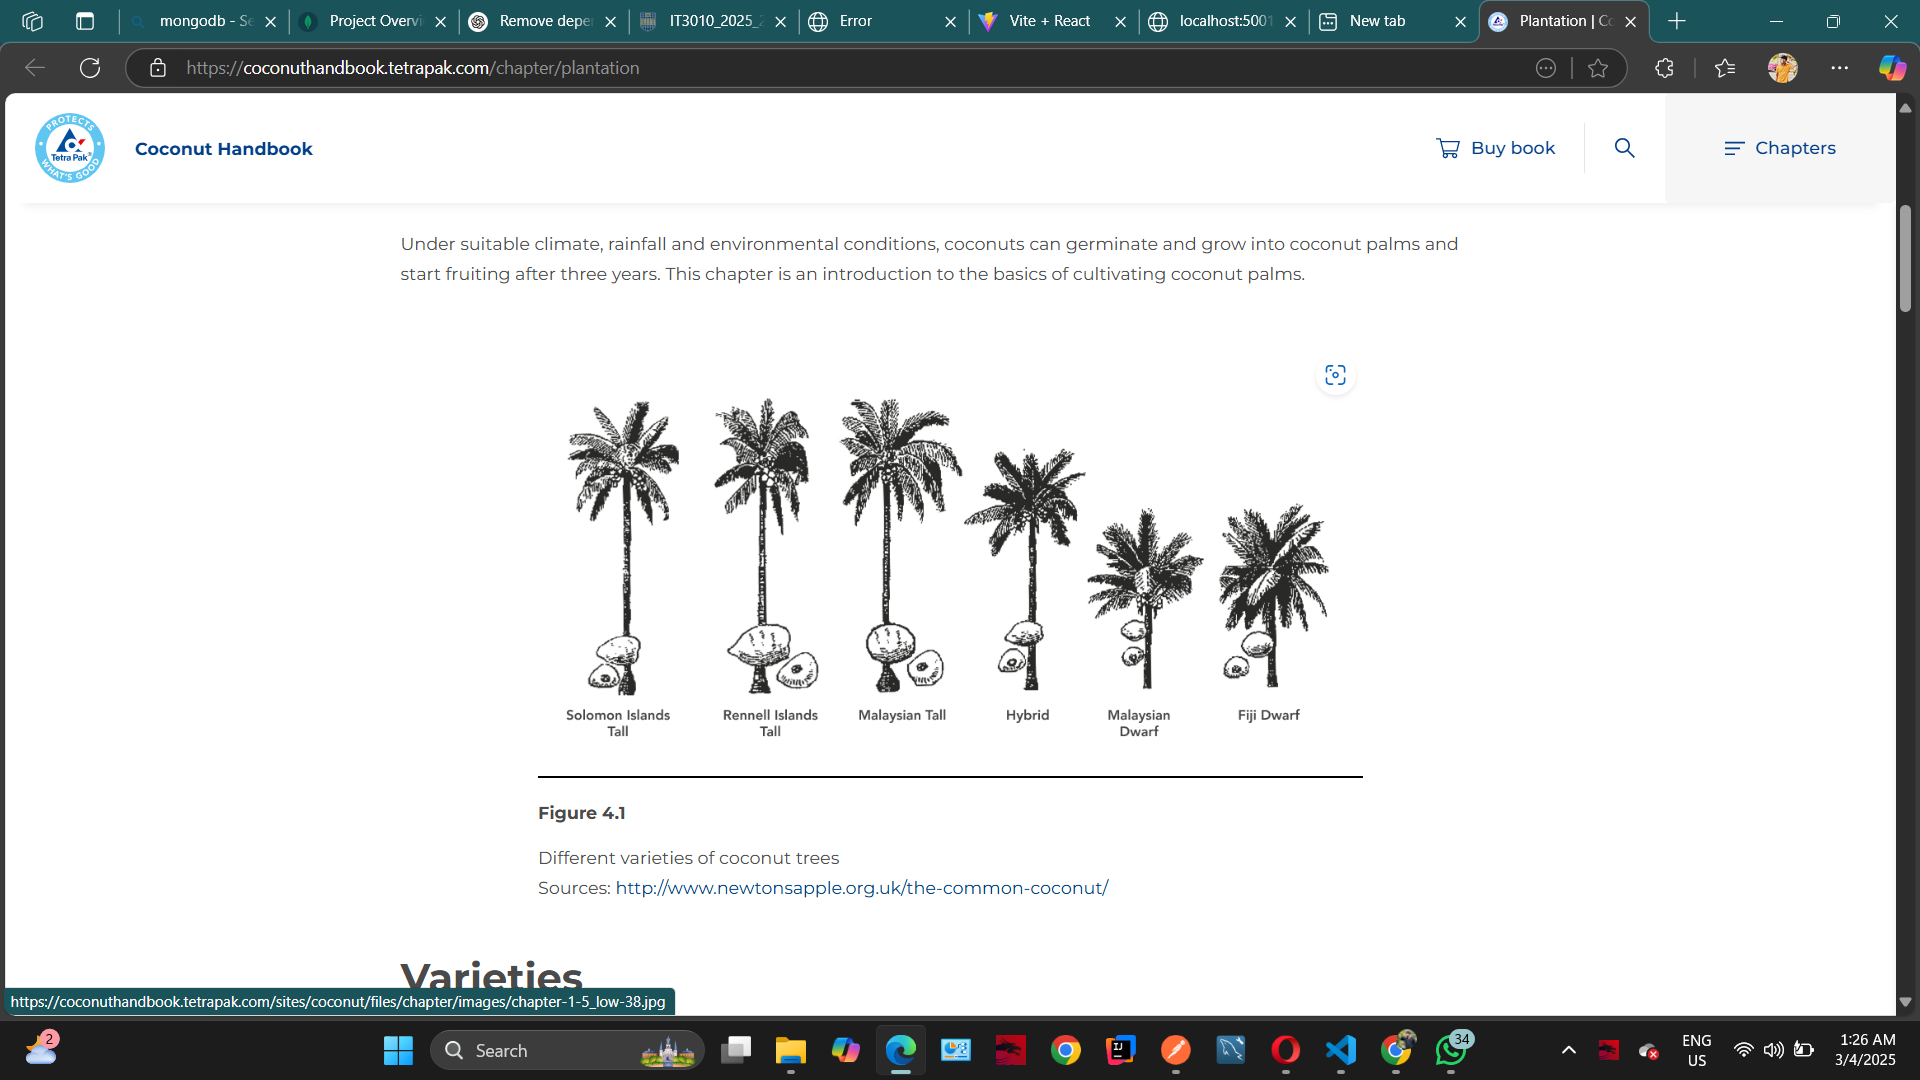 mongodb - Se
Project Overvi
Remove depe
IT3010_2025_2
Error
Vite + React
localhost:5001
New tab
Plantation | Co
https://coconuthandbook.tetrapak.com/chapter/plantation
PROTECTS
Tetra Pak®
WHAT'S GOOD
Coconut Handbook
Buy book
Chapters
Under suitable climate, rainfall and environmental conditions, coconuts can germinate and grow into coconut palms and
start fruiting after three years. This chapter is an introduction to the basics of cultivating coconut palms.
Solomon Islands
Tall
Rennell Islands
Tall
Malaysian Tall
Hybrid
Malaysian
Dwarf
Fiji Dwarf
Figure 4.1
Different varieties of coconut trees
Sources: http://www.newtonsapple.org.uk/the-common-coconut/
Varieties
https://coconuthandbook.tetrapak.com/sites/coconut/files/chapter/images/chapter-1-5_low-38.jpg
2
Search
34
ENG
US
1:26 AM
3/4/2025